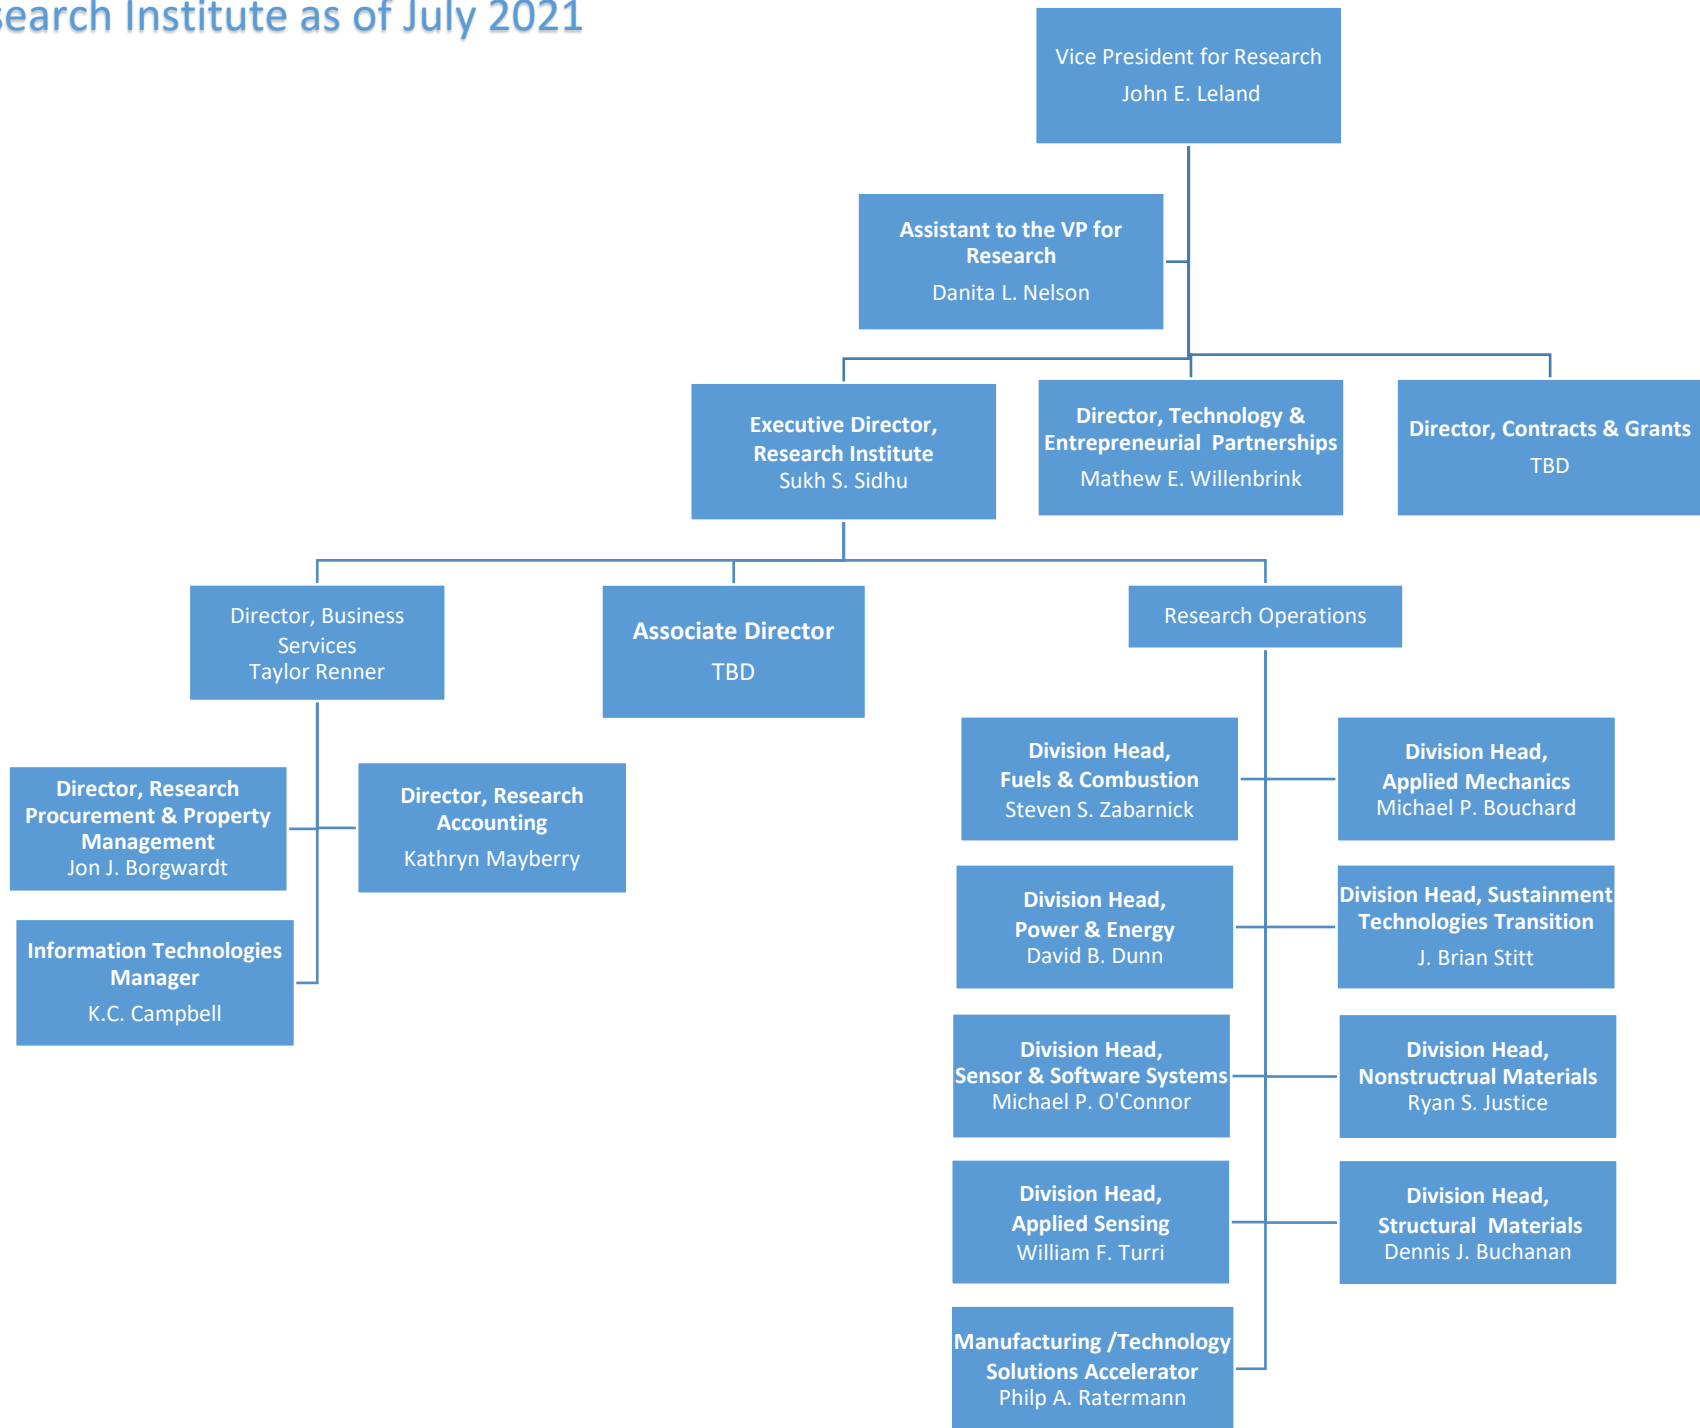 search Institute as of July 2021
Vice President for Research
John E. Leland
Assistant to the VP for
Research
Danita L. Nelson
Executive Director,
Research Institute
Sukh S. Sidhu
Director, Technology &
Entrepreneurial Partnerships
Mathew E. Willenbrink
Director, Contracts & Grants
TBD
Director, Business
Services
Taylor Renner
Associate Director
TBD
Research Operations
Director, Research
Procurement & Property
Management
Jon J. Borgwardt
Director, Research
Accounting
Kathryn Mayberry
Information Technologies
Manager
K.C. Campbell
Division Head,
Fuels & Combustion
Steven S. Zabarnick
Division Head,
Applied Mechanics
Michael P. Bouchard
Division Head,
Power & Energy
David B. Dunn
Division Head, Sustainment
Technologies Transition
J. Brian Stitt
Division Head,
Sensor & Software Systems
Michael P. O'Connor
Division Head,
Nonstructrual Materials
Ryan S. Justice
Division Head,
Applied Sensing
William F. Turri
Division Head,
Structural Materials
Dennis J. Buchanan
Manufacturing /Technology
Solutions Accelerator
Philp A. Ratermann